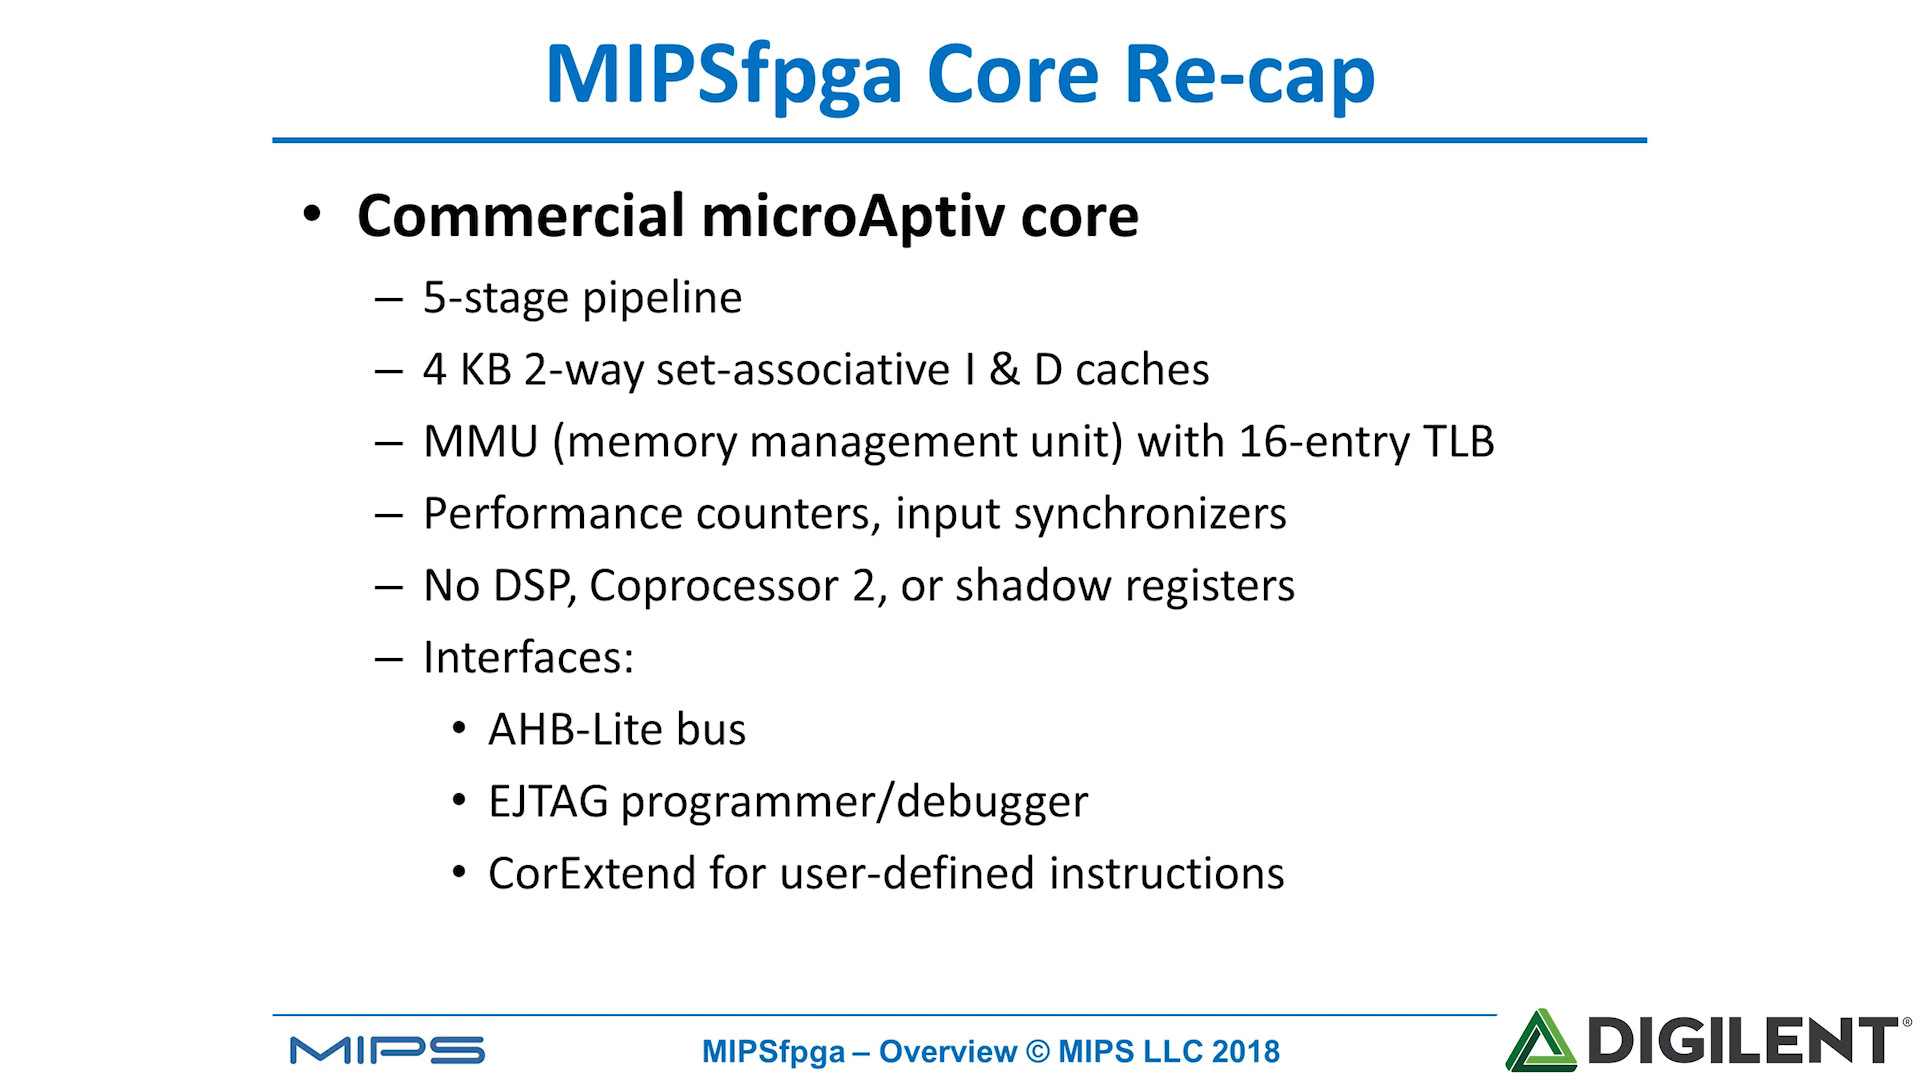 MIPSfpga Core Re-cap
• Commercial microAptiv core
– 5-stage pipeline
– 4 KB 2-way set-associative I & D caches
– MMU (memory management unit) with 16-entry TLB
– Performance counters, input synchronizers
– No DSP, Coprocessor 2, or shadow registers
– Interfaces:
• AHB-Lite bus
• EJTAG programmer/debugger
• CorExtend for user-defined instructions
MIPS
MIPSfpga – Overview © MIPS LLC 2018
DIGILENT®